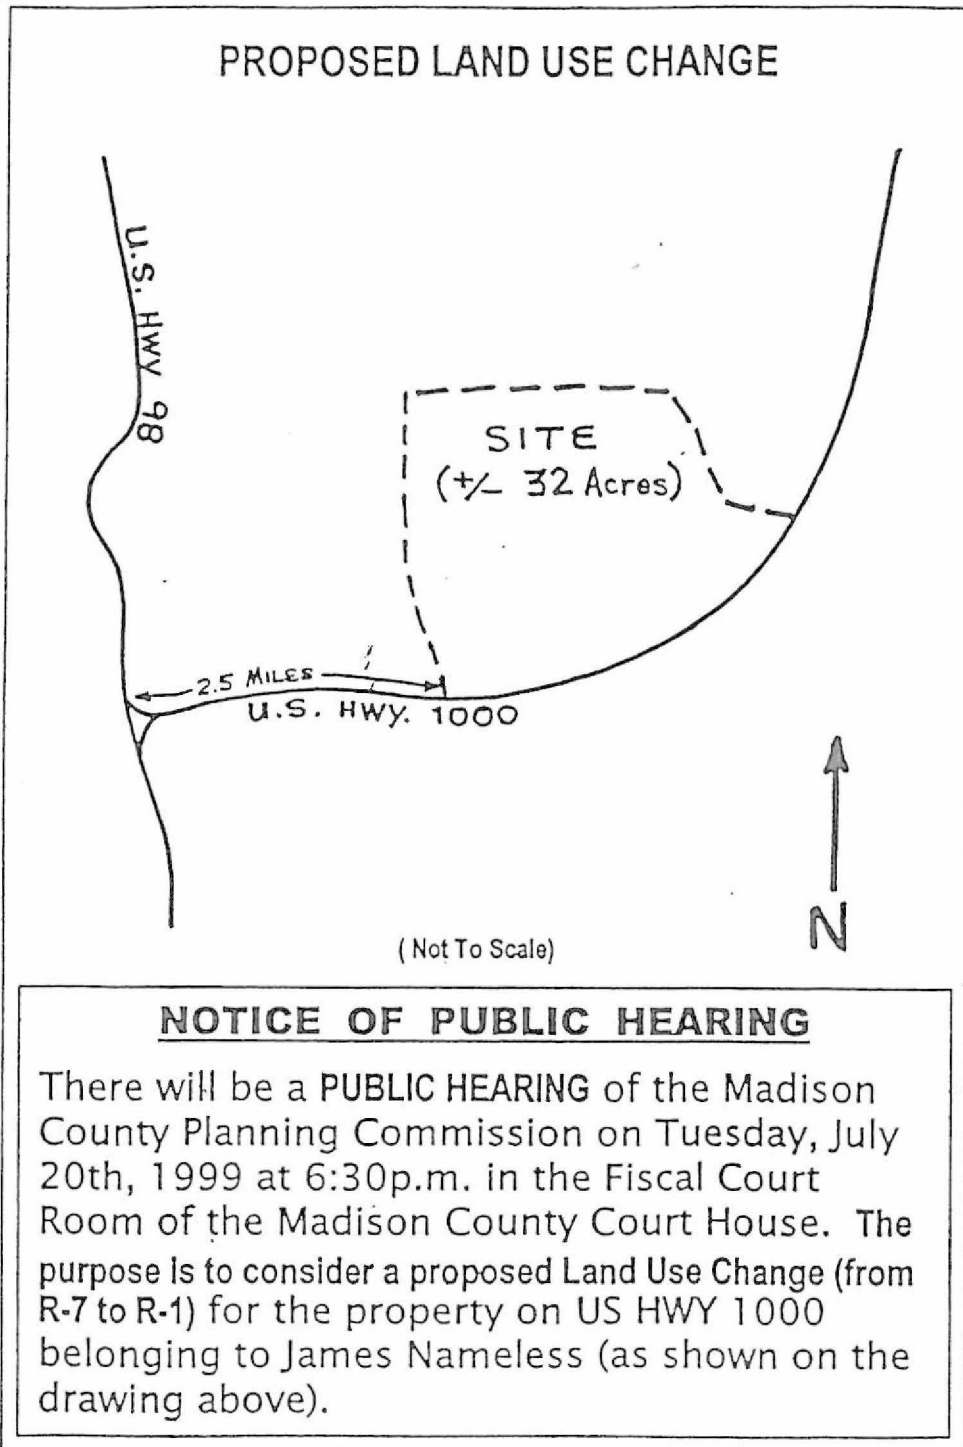 PROPOSED LAND USE CHANGE
U.S. HWY 98
SITE
(+/- 32 Acres)
2.5 MILES
U.S. HWY. 1000
N
(Not To Scale)
NOTICE OF PUBLIC HEARING
There will be a PUBLIC HEARING of the Madison
County Planning Commission on Tuesday, July
20th, 1999 at 6:30p.m. in the Fiscal Court
Room of the Madison County Court House. The
purpose is to consider a proposed Land Use Change (from
R-7 to R-1) for the property on US HWY 1000
belonging to James Nameless (as shown on the
drawing above).